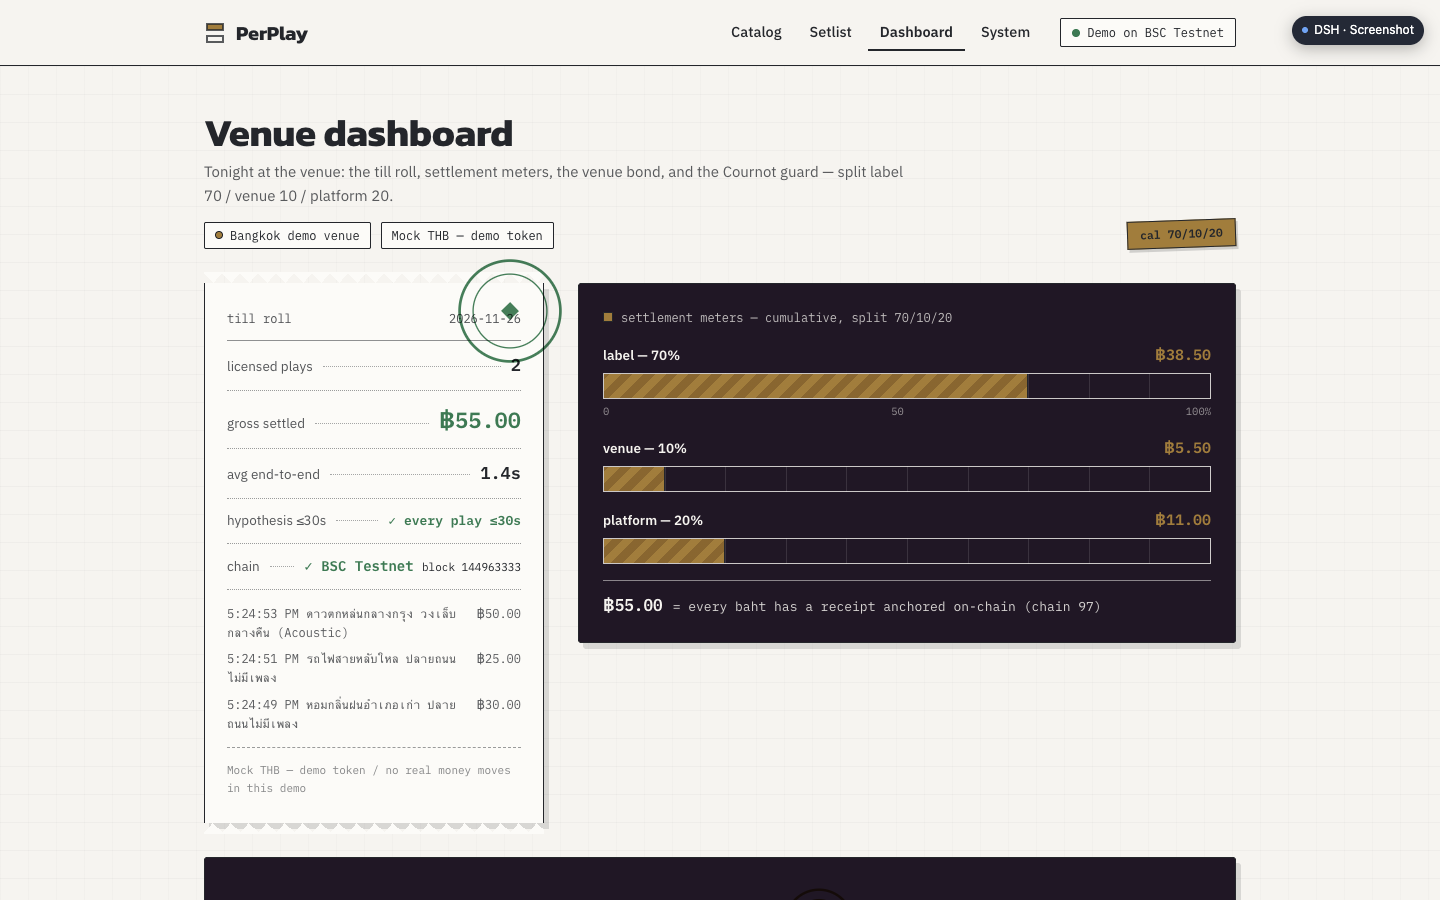 PerPlay
Catalog
Setlist
Dashboard
System
Demo on BSC Testnet
DSH · Screenshot
Venue dashboard
Tonight at the venue: the till roll, settlement meters, the venue bond, and the Cournot guard — split label
70 / venue 10 / platform 20.
Bangkok demo venue
Mock THB — demo token
cal 70/10/20
till roll 2026-11-26
licensed plays 2
gross settled ฿55.00
avg end-to-end 1.4s
hypothesis ≤30s ✓ every play ≤30s
chain ✓ BSC Testnet block 144963333
5:24:53 PM ดาวตกหล่นกลางกรุง วงเล็บ ฿50.00
กลางคืน (Acoustic)
5:24:51 PM รถไฟสายหลับใหล ปลายถนน ฿25.00
ไม่มีเพลง
5:24:49 PM หอมกลิ่นฝนอำเภอเก่า ปลาย ฿30.00
ถนนไม่มีเพลง
Mock THB — demo token / no real money moves
in this demo
settlement meters — cumulative, split 70/10/20
label — 70% ฿38.50
0 50 100%
venue — 10% ฿5.50
platform — 20% ฿11.00
฿55.00 = every baht has a receipt anchored on-chain (chain 97)